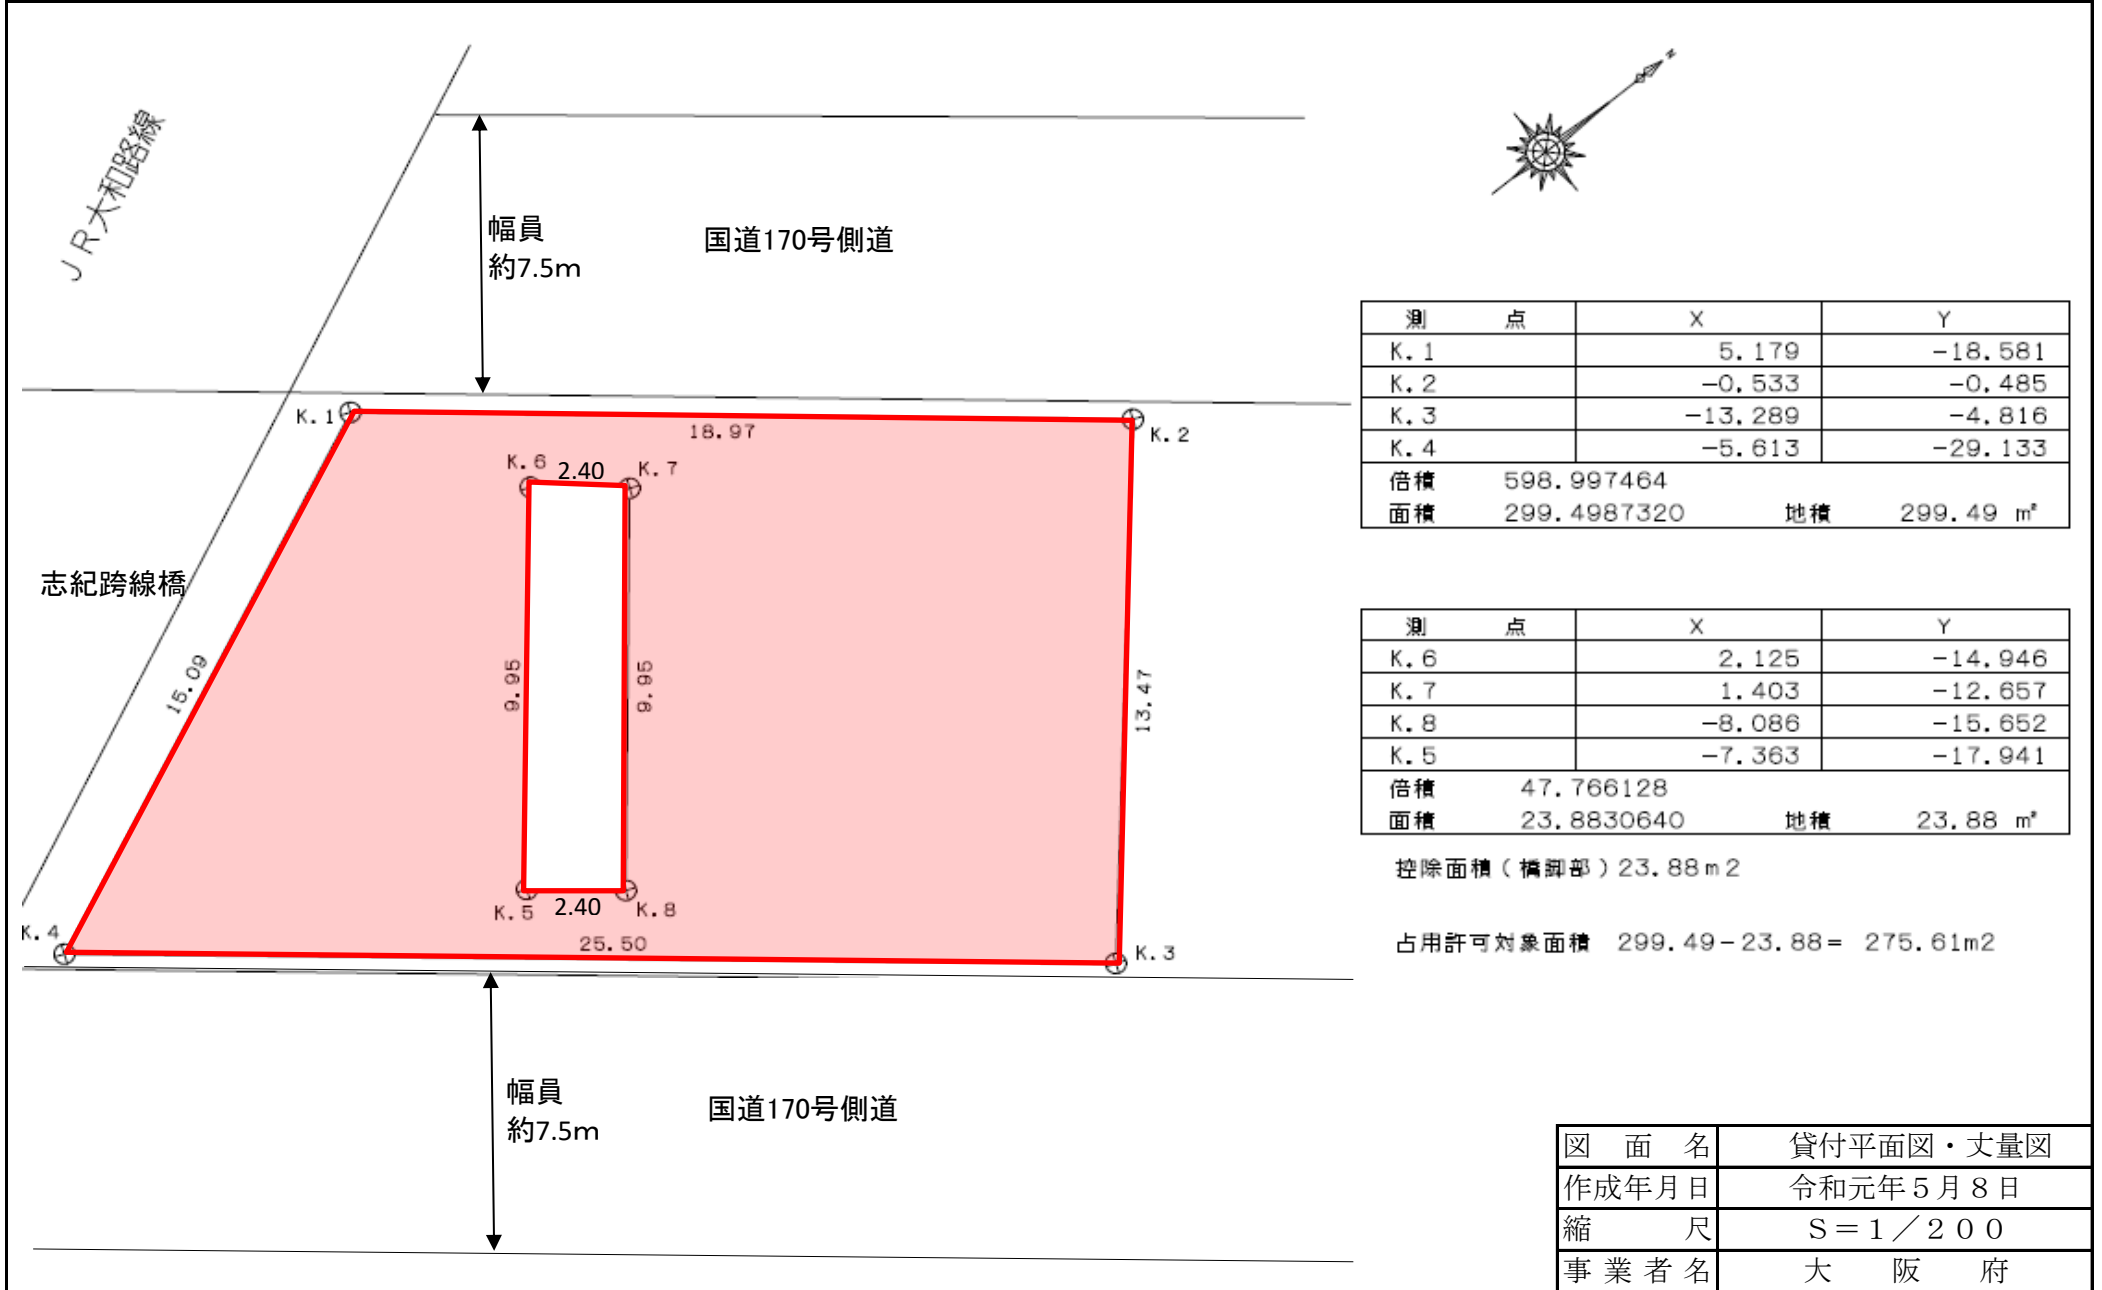 JR大和路線
幅員
約7.5m
国道170号側道
N
K.1
18.97
K.2
K.6
2.40
K.7
志紀跨線橋
15.09
9.95
9.95
13.47
K.5
2.40
K.8
K.4
25.50
K.3
幅員
約7.5m
国道170号側道
測 点 X Y
K.1 5.179 -18.581
K.2 -0.533 -0.485
K.3 -13.289 -4.816
K.4 -5.613 -29.133
倍積 598.997464
面積 299.4987320 地積 299.49 m²
測 点 X Y
K.6 2.125 -14.946
K.7 1.403 -12.657
K.8 -8.086 -15.652
K.5 -7.363 -17.941
倍積 47.766128
面積 23.8830640 地積 23.88 m²
控除面積(橋脚部)23.88m2
占用許可対象面積 299.49-23.88= 275.61m2
図面名 貸付平面図・丈量図
作成年月日 令和元年5月8日
縮尺 S=1/200
事業者名 大阪府